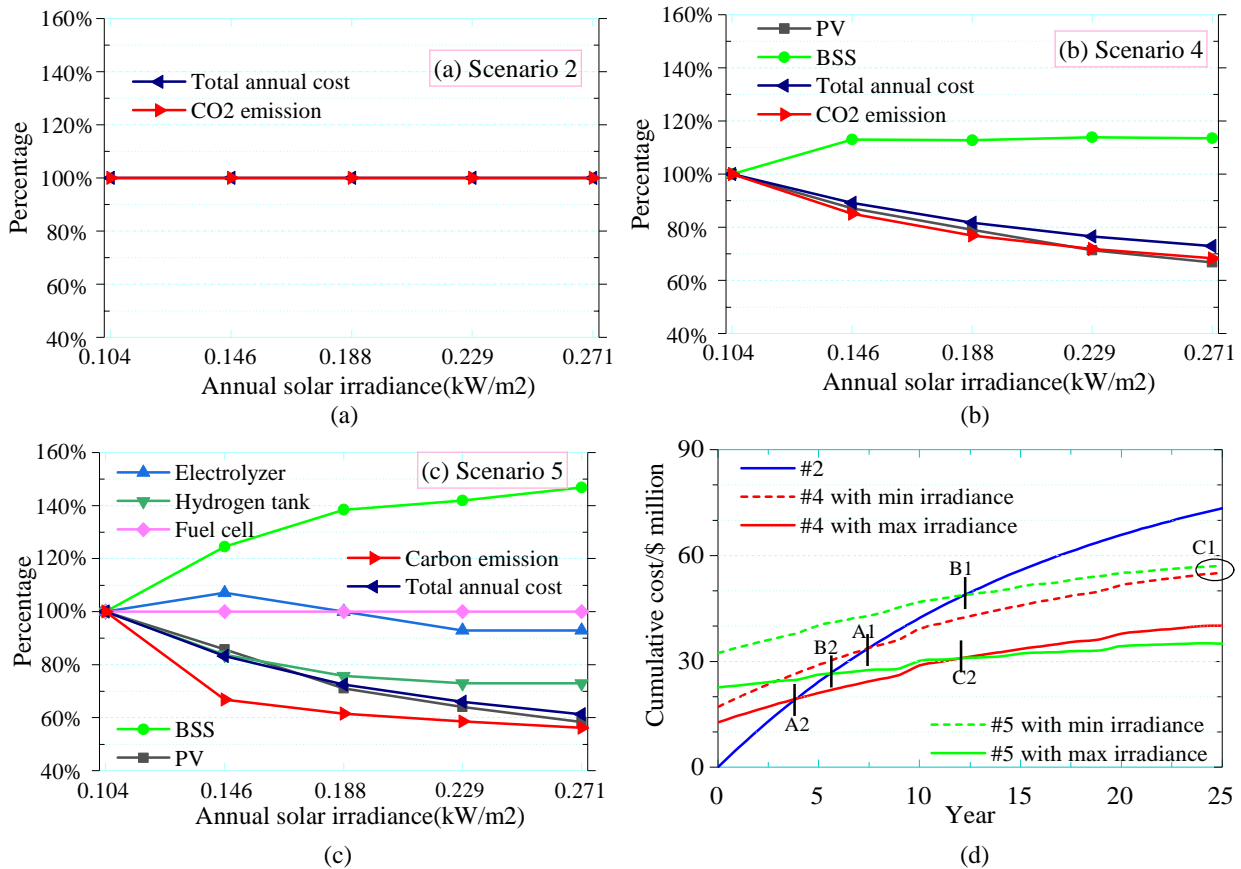 160%
140%
120%
100%
80%
60%
40%
Percentage
Total annual cost
CO2 emission
(a) Scenario 2
0.104 0.146 0.188 0.229 0.271
Annual solar irradiance(kW/m2)
(a)
160%
140%
120%
100%
80%
60%
40%
Percentage
PV
BSS
Total annual cost
CO2 emission
(b) Scenario 4
0.104 0.146 0.188 0.229 0.271
Annual solar irradiance(kW/m2)
(b)
160%
140%
120%
100%
80%
60%
40%
Percentage
Electrolyzer
Hydrogen tank
Fuel cell
(c) Scenario 5
Carbon emission
Total annual cost
BSS
PV
0.104 0.146 0.188 0.229 0.271
Annual solar irradiance(kW/m2)
(c)
90
60
30
0
Cumulative cost/$ million
#2
#4 with min irradiance
#4 with max irradiance
C1
B1
A1
B2
C2
A2
#5 with min irradiance
#5 with max irradiance
0 5 10 15 20 25
Year
(d)